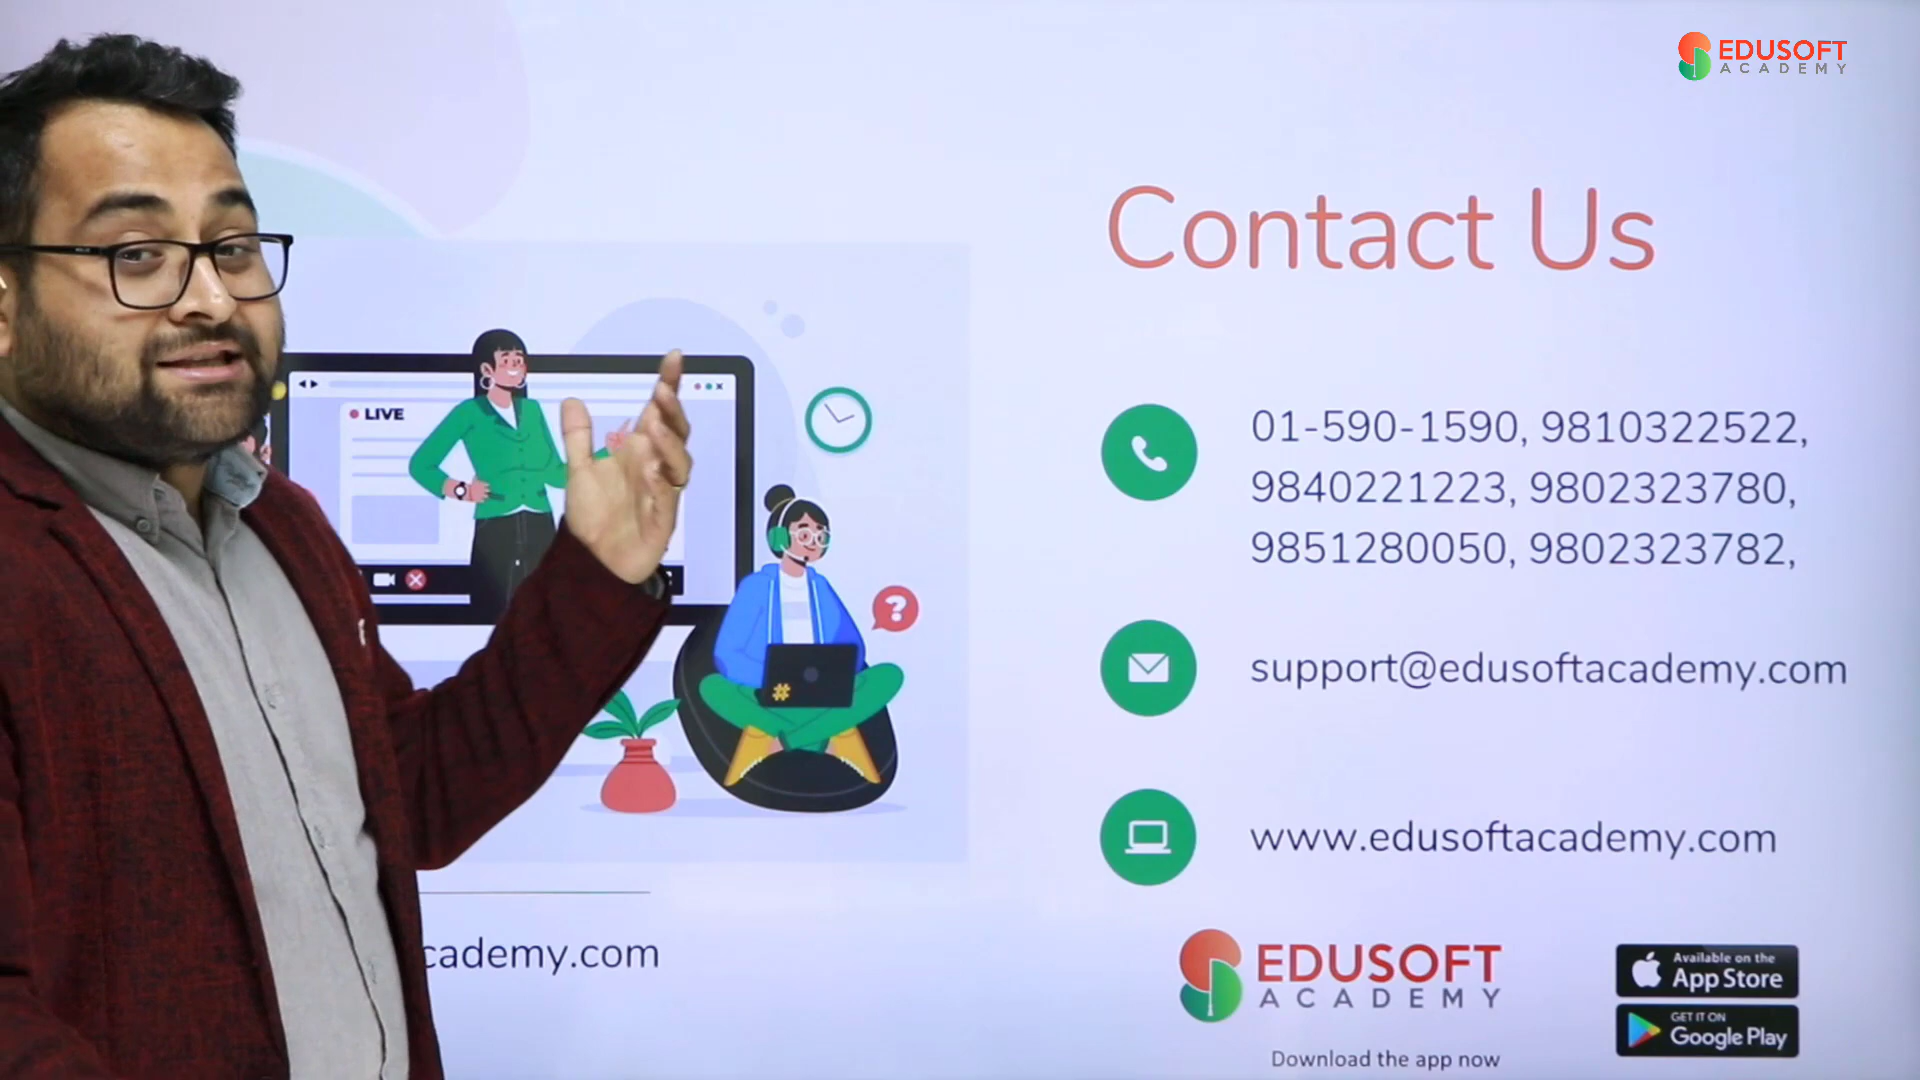 EDUSOFT
ACADEMY
Contact Us
LIVE
01-590-1590, 9810322522,
9840221223, 9802323780,
9851280050, 9802323782,
support@edusoftacademy.com
www.edusoftacademy.com
cademy.com
EDUSOFT
ACADEMY
Download the app now
Available on the
App Store
GET IT ON
Google Play